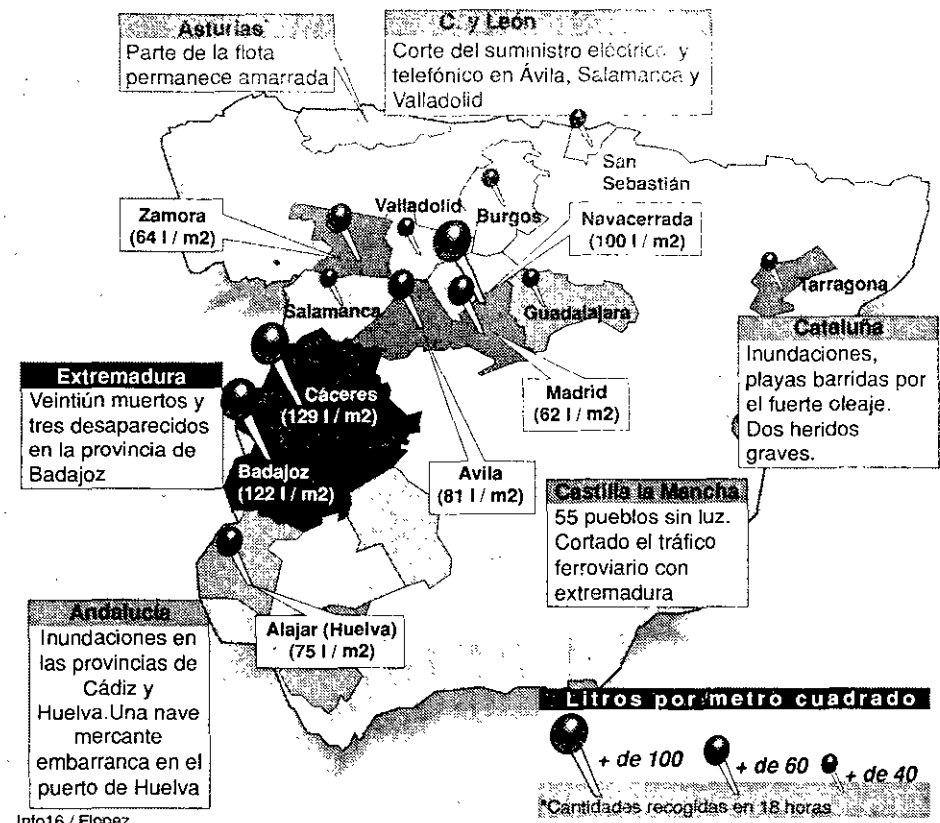 Asturias
Parte de la flota
permanece amarrada
C. y León
Corte del suministro eléctrico y
telefónico en Ávila, Salamanca y
Valladolid
San
Sebastián
Zamora
(64 l / m2)
Valladolid
Burgos
Navacerrada
(100 l / m2)
Salamanca
Guadalajara
Tarragona
Cataluña
Inundaciones,
playas barridas por
el fuerte oleaje.
Dos heridos
graves.
Extremadura
Veintiún muertos y
tres desaparecidos
en la provincia de
Badajoz
Cáceres
(129 l / m2)
Madrid
(62 l / m2)
Badajoz
(122 l / m2)
Avila
(81 l / m2)
Castilla la Mancha
55 pueblos sin luz.
Cortado el tráfico
ferroviario con
extremadura
Andalucía
Inundaciones en
las provincias de
Cádiz y
Huelva.Una nave
mercante
embarranca en el
puerto de Huelva
Alajar (Huelva)
(75 l / m2)
Litros por metro cuadrado
+ de 100
+ de 60
+ de 40
*Cantidades recogidas en 18 horas
Info16 / Flopez